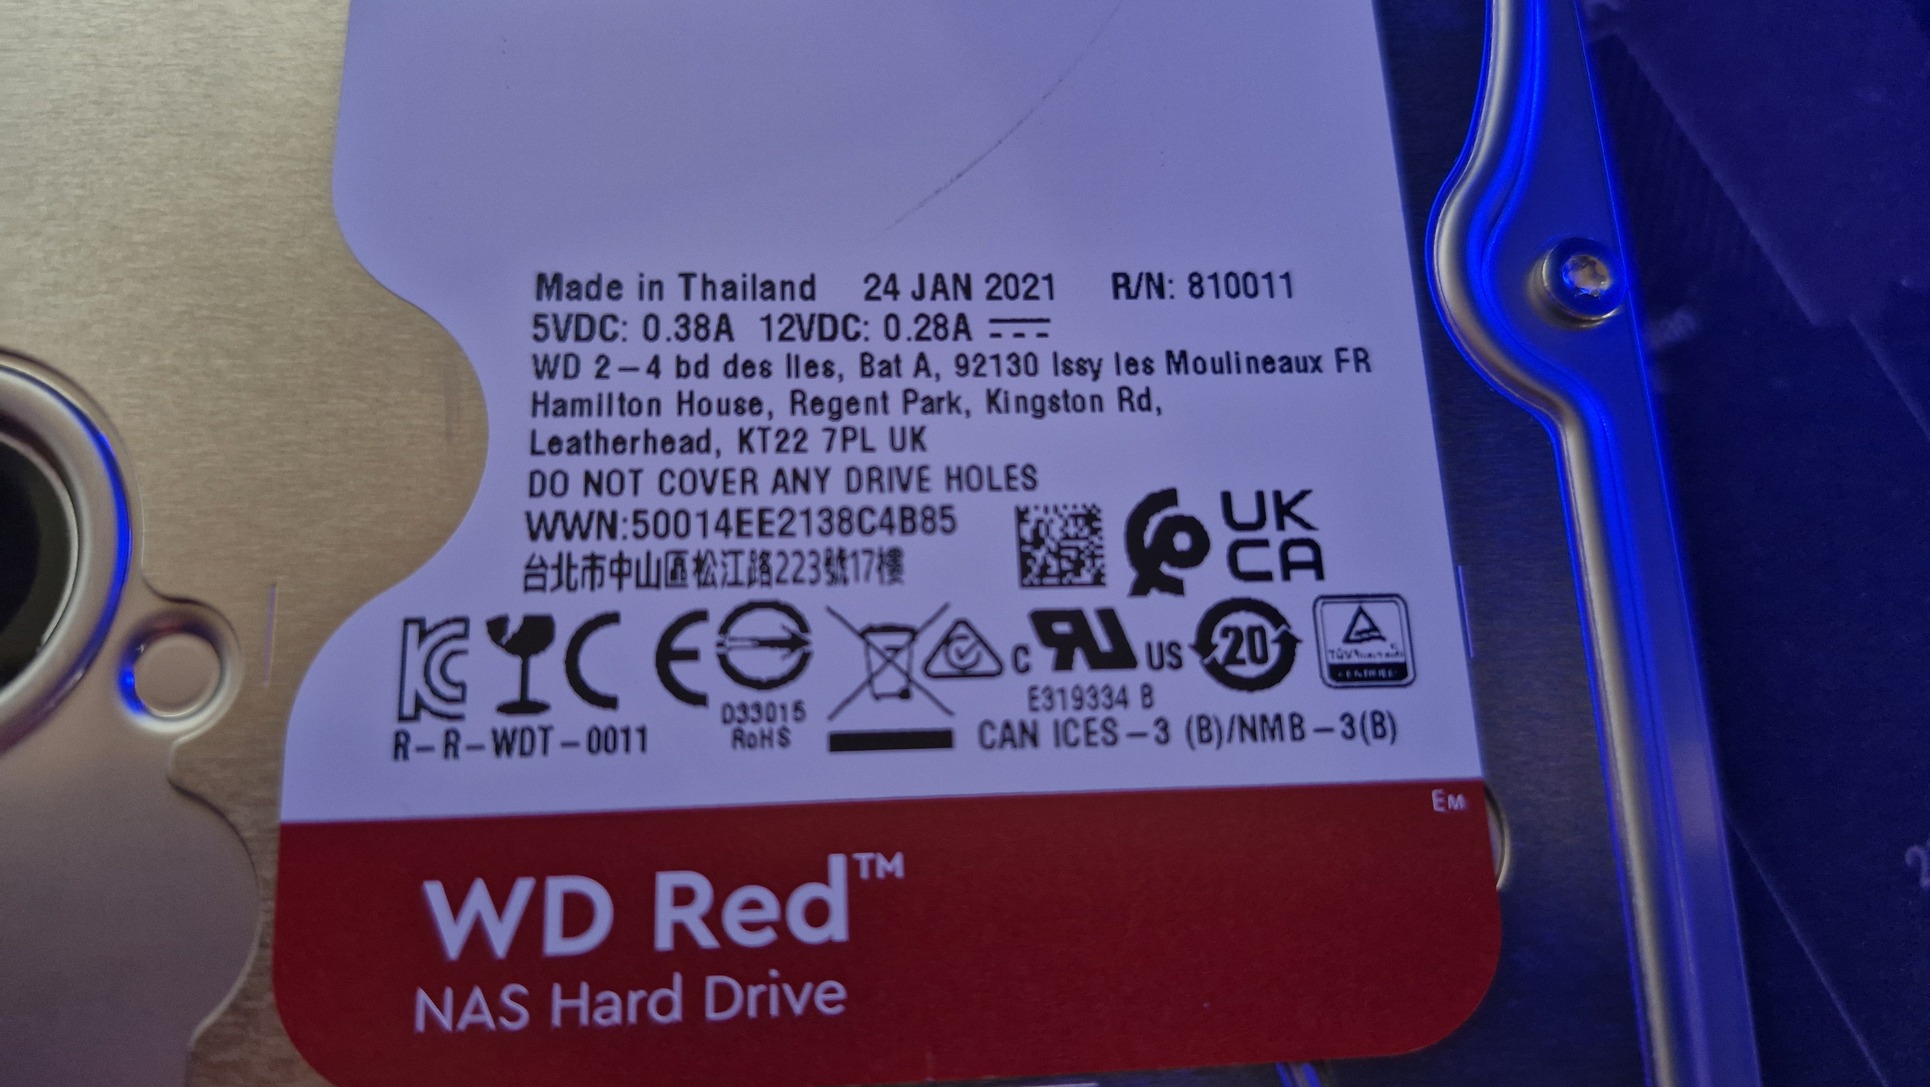 Made in Thailand 24 JAN 2021 R/N: 810011
5VDC: 0.38A 12VDC: 0.28A
WD 2-4 bd des Iles, Bat A, 92130 Issy les Moulineaux FR
Hamilton House, Regent Park, Kingston Rd,
Leatherhead, KT22 7PL UK
DO NOT COVER ANY DRIVE HOLES
WWN:50014EE2138C4B85
UK
CA
台北市中山區松江路223號17樓
C US
20
D33015
RoHS
E319334 B
R-R-WDT-0011
CAN ICES-3 (B)/NMB-3(B)
EM
WD Red™
NAS Hard Drive